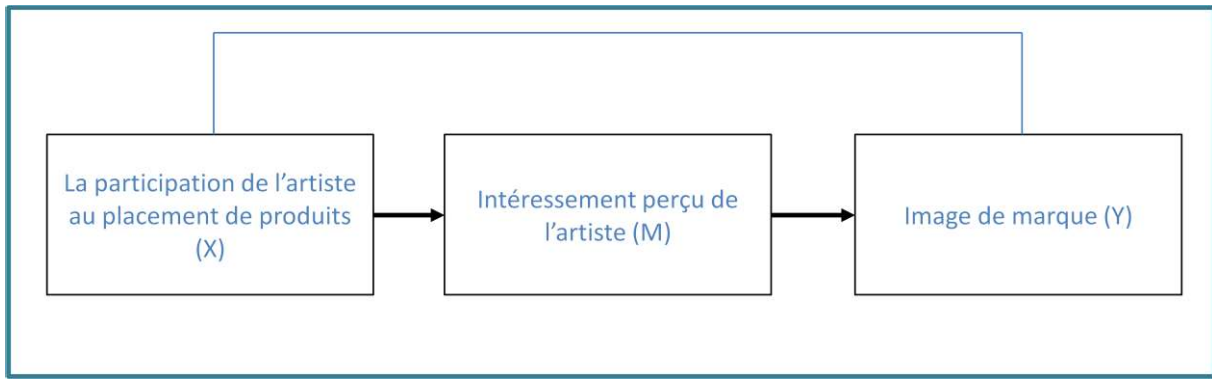 La participation de l’artiste
au placement de produits
(X)
Intéressement perçu de
l’artiste (M)
Image de marque (Y)